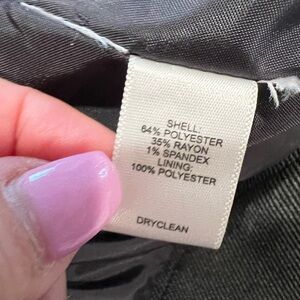 SHELL:
64% POLYESTER
35% RAYON
1% SPANDEX
LINING:
100% POLYESTER
DRYCLEAN